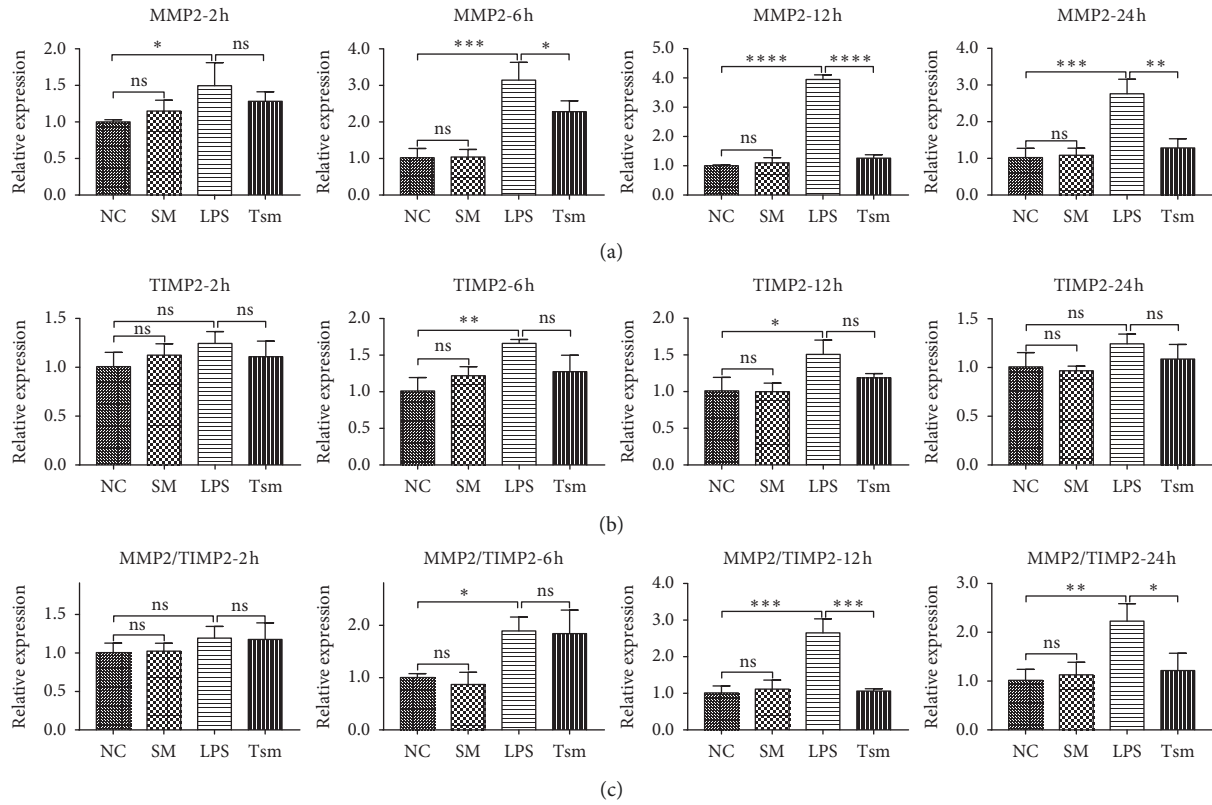 MMP2-2h MMP2-6h MMP2-12h MMP2-24h
Relative expression 2.0 1.5 1.0 0.5 0.0 * ns ns NC SM LPS Tsm
Relative expression 4.0 3.0 2.0 1.0 0.0 *** * ns NC SM LPS Tsm
Relative expression 5.0 4.0 3.0 2.0 1.0 0.0 **** **** ns NC SM LPS Tsm
Relative expression 4.0 3.0 2.0 1.0 0.0 *** ** ns NC SM LPS Tsm
(a)
TIMP2-2h TIMP2-6h TIMP2-12h TIMP2-24h
Relative expression 1.5 1.0 0.5 0.0 ns ns ns NC SM LPS Tsm
Relative expression 2.0 1.5 1.0 0.5 0.0 ** ns ns NC SM LPS Tsm
Relative expression 2.0 1.5 1.0 0.5 0.0 * ns ns NC SM LPS Tsm
Relative expression 1.5 1.0 0.5 0.0 ns ns ns NC SM LPS Tsm
(b)
MMP2/TIMP2-2h MMP2/TIMP2-6h MMP2/TIMP2-12h MMP2/TIMP2-24h
Relative expression 1.5 1.0 0.5 0.0 ns ns ns NC SM LPS Tsm
Relative expression 2.0 1.0 0.0 * ns ns NC SM LPS Tsm
Relative expression 4.0 3.0 2.0 1.0 0.0 *** *** ns NC SM LPS Tsm
Relative expression 3.0 2.0 1.0 0.0 ** * ns NC SM LPS Tsm
(c)